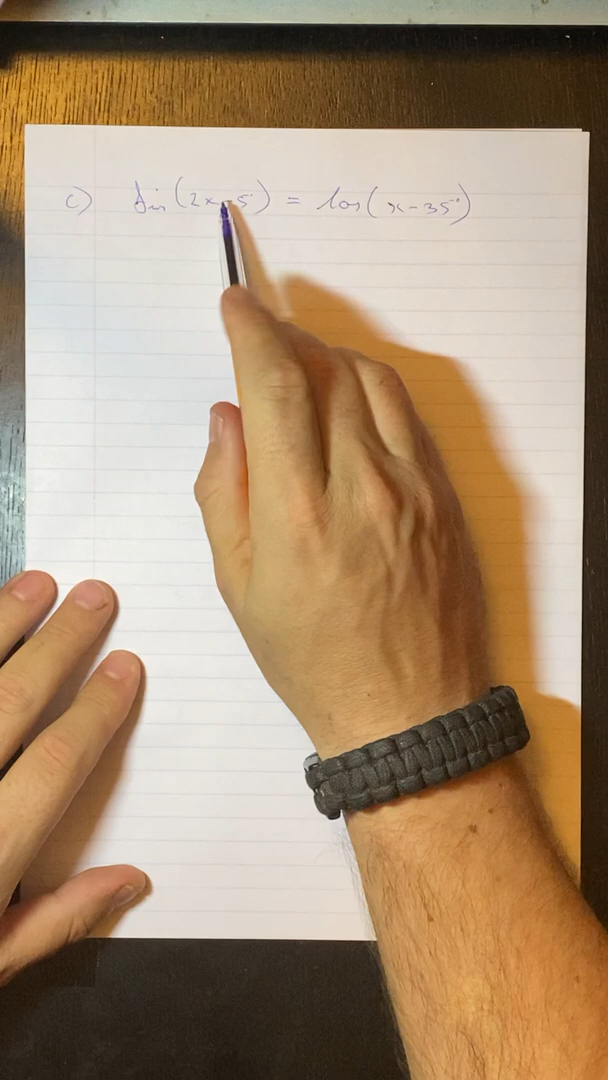 c) sin(2x-5°) = cos(x-35°)